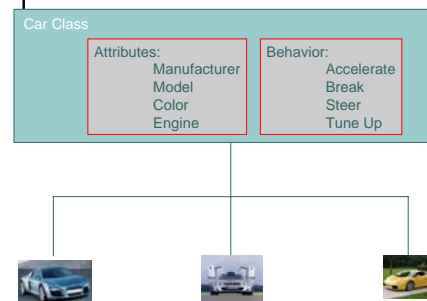 Car Class
Attributes:
Manufacturer
Model
Color
Engine
Behavior:
Accelerate
Break
Steer
Tune Up